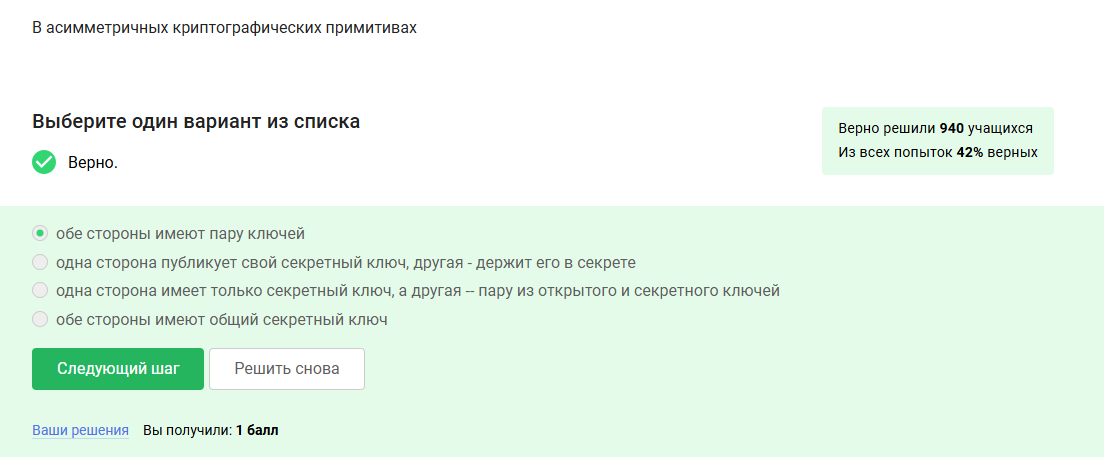 В асимметричных криптографических примитивах
Выберите один вариант из списка
Верно.
Верно решили 940 учащихся
Из всех попыток 42% верных
обе стороны имеют пару ключей
одна сторона публикует свой секретный ключ, другая - держит его в секрете
одна сторона имеет только секретный ключ, а другая -- пару из открытого и секретного ключей
обе стороны имеют общий секретный ключ
Следующий шаг
Решить снова
Ваши решения Вы получили: 1 балл